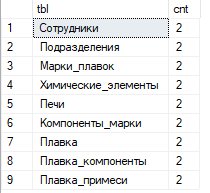 tbl cnt
1 Сотрудники 2
2 Подразделения 2
3 Марки_плавок 2
4 Химические_элементы 2
5 Печи 2
6 Компоненты_марки 2
7 Плавка 2
8 Плавка_компоненты 2
9 Плавка_примеси 2